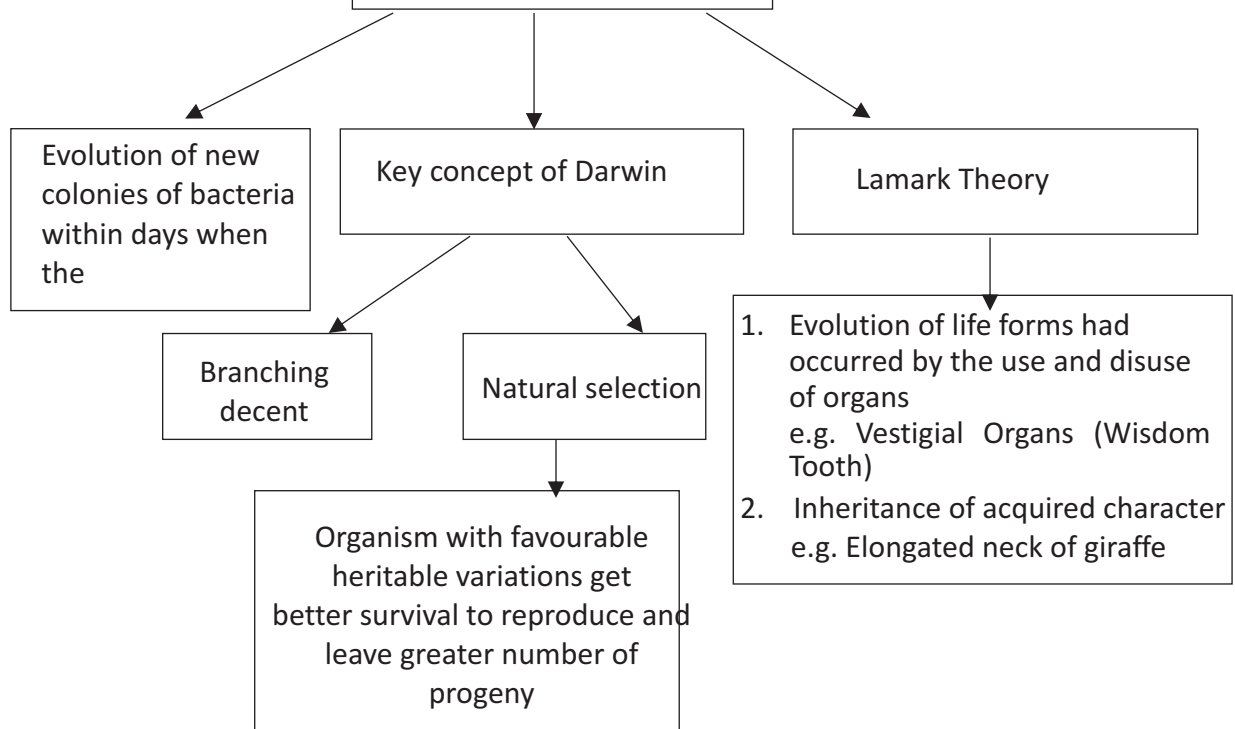 Evolution of new
colonies of bacteria
within days when
the
Key concept of Darwin
Lamark Theory
Branching
decent
Natural selection
1. Evolution of life forms had
occurred by the use and disuse
of organs
e.g. Vestigial Organs (Wisdom
Tooth)
2. Inheritance of acquired character
e.g. Elongated neck of giraffe
Organism with favourable
heritable variations get
better survival to reproduce and
leave greater number of
progeny